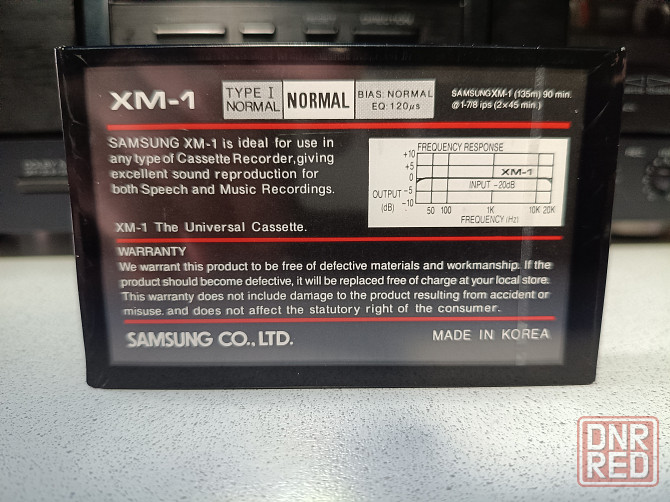 XM-1
TYPE I
NORMAL
NORMAL
BIAS: NORMAL
EQ: 120μs
SAMSUNG XM-1 (135m) 90 min.
@1-7/8 ips (2×45 min.)
SAMSUNG XM-1 is ideal for use in
any type of Cassette Recorder, giving
excellent sound reproduction for
both Speech and Music Recordings.
XM-1 The Universal Cassette.
FREQUENCY RESPONSE
+10
+5
0
-5
-10
OUTPUT
(dB)
XM-1
INPUT -20dB
50 100 1K 10K 20K
FREQUENCY (Hz)
WARRANTY
We warrant this product to be free of defective materials and workmanship. If the
product should become defective, it will be replaced free of charge at your local store.
This warranty does not include damage to the product resulting from accident or
misuse. and does not affect the statutory right of the consumer.
SAMSUNG CO., LTD.
MADE IN KOREA
DNR
RED